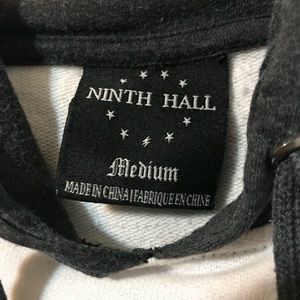 NINTH HALL
Medium
MADE IN CHINA | FABRIQUE EN CHINE